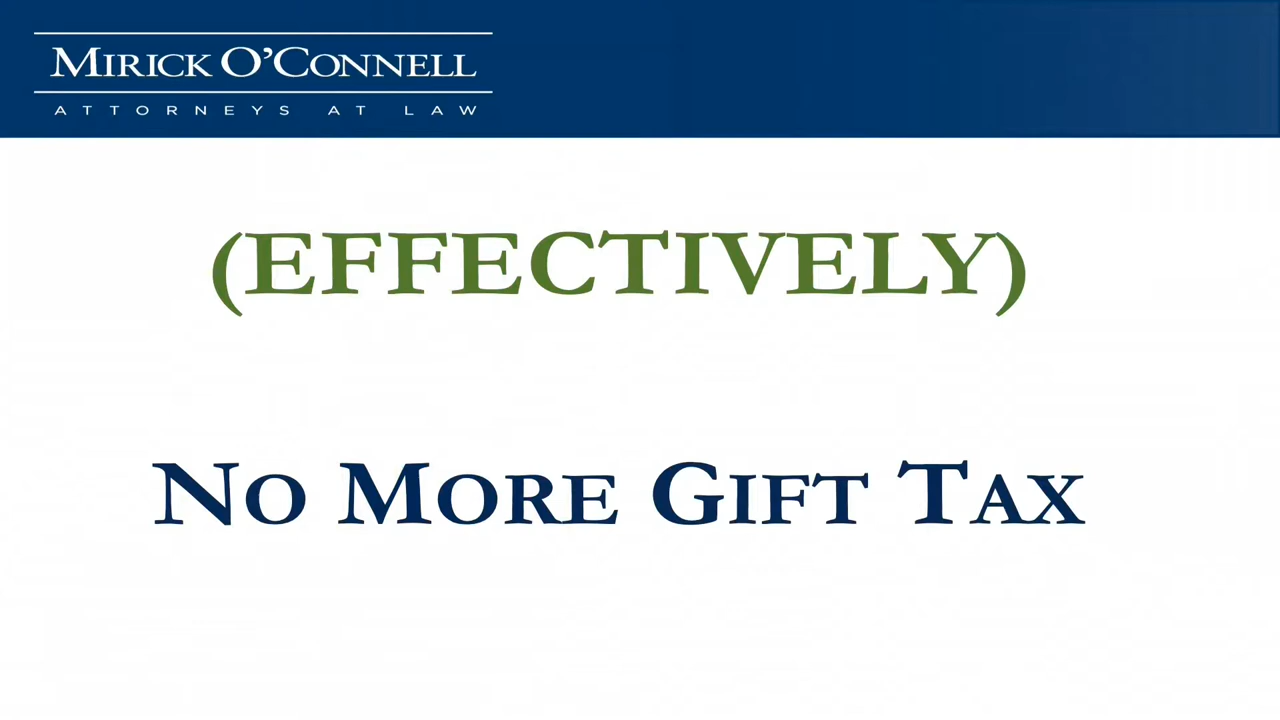 MIRICK O'CONNELL
ATTORNEYS AT LAW
(EFFECTIVELY)
NO MORE GIFT TAX